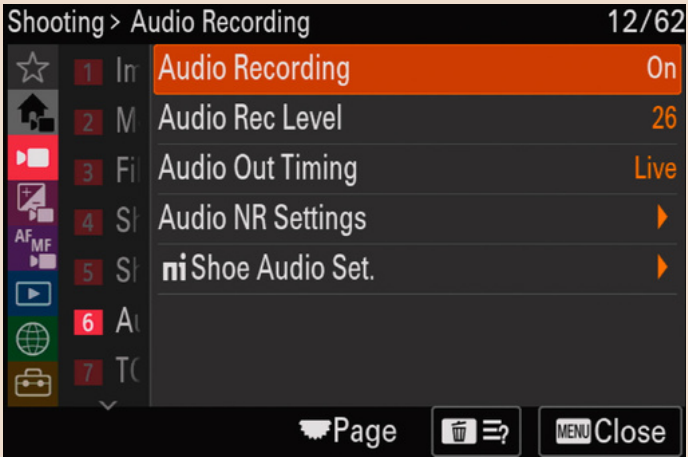 Shooting > Audio Recording 12/62
1 Audio Recording On
2 Audio Rec Level 26
3 Audio Out Timing Live
4 Audio NR Settings
AF MF
5 Shoe Audio Set.
6
7
Page ? MENU Close